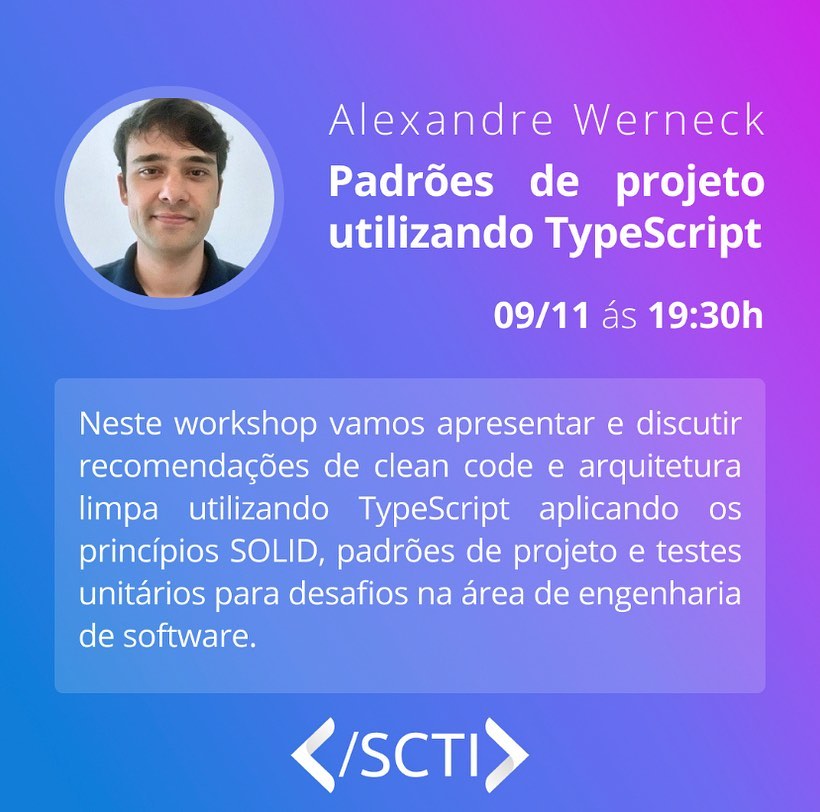 Alexandre Werneck
Padrões de projeto
utilizando TypeScript
09/11 ás 19:30h
Neste workshop vamos apresentar e discutir
recomendações de clean code e arquitetura
limpa utilizando TypeScript aplicando os
princípios SOLID, padrões de projeto e testes
unitários para desafios na área de engenharia
de software.
</SCTI>